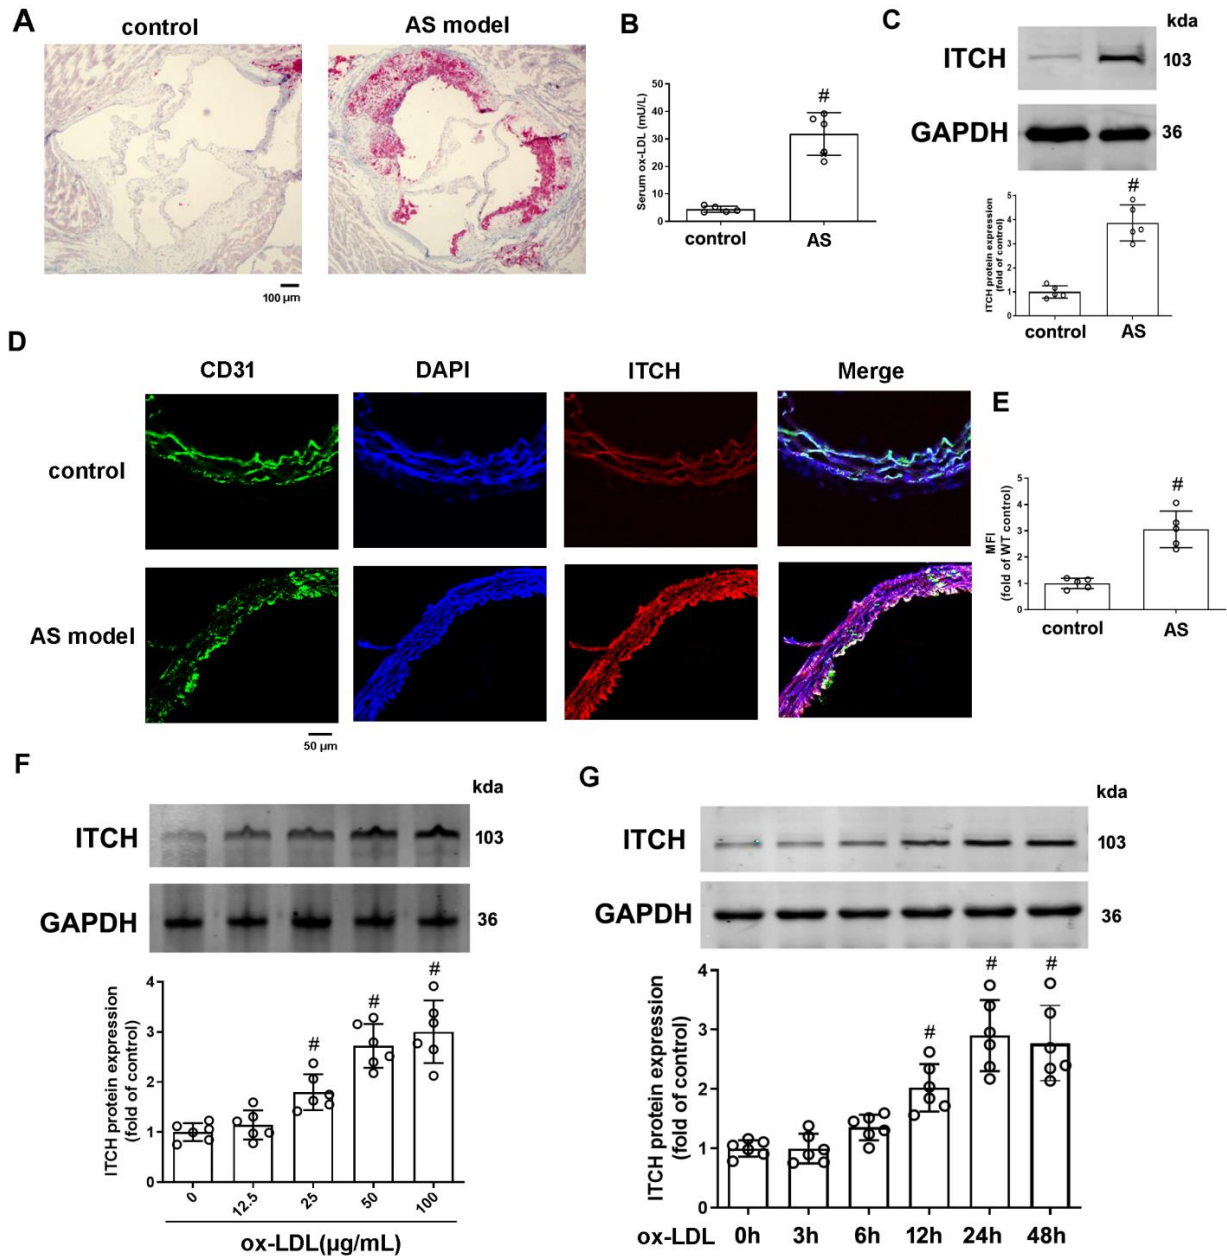 A
control
AS model
100 µm
B
Serum ox-LDL (mU/L)
50
40
30
20
10
0
#
control
AS
C
kda
ITCH
103
GAPDH
36
ITCH protein expression
(fold of control)
5
4
3
2
1
0
#
control
AS
D
CD31
DAPI
ITCH
Merge
control
AS model
50 µm
E
MFI
(fold of WT control)
5
4
3
2
1
0
#
control
AS
F
kda
ITCH
103
GAPDH
36
ITCH protein expression
(fold of control)
4
3
2
1
0
#
#
#
0
12.5
25
50
100
ox-LDL(µg/mL)
G
kda
ITCH
103
GAPDH
36
ITCH protein expression
(fold of control)
4
3
2
1
0
#
#
#
ox-LDL 0h 3h 6h 12h 24h 48h